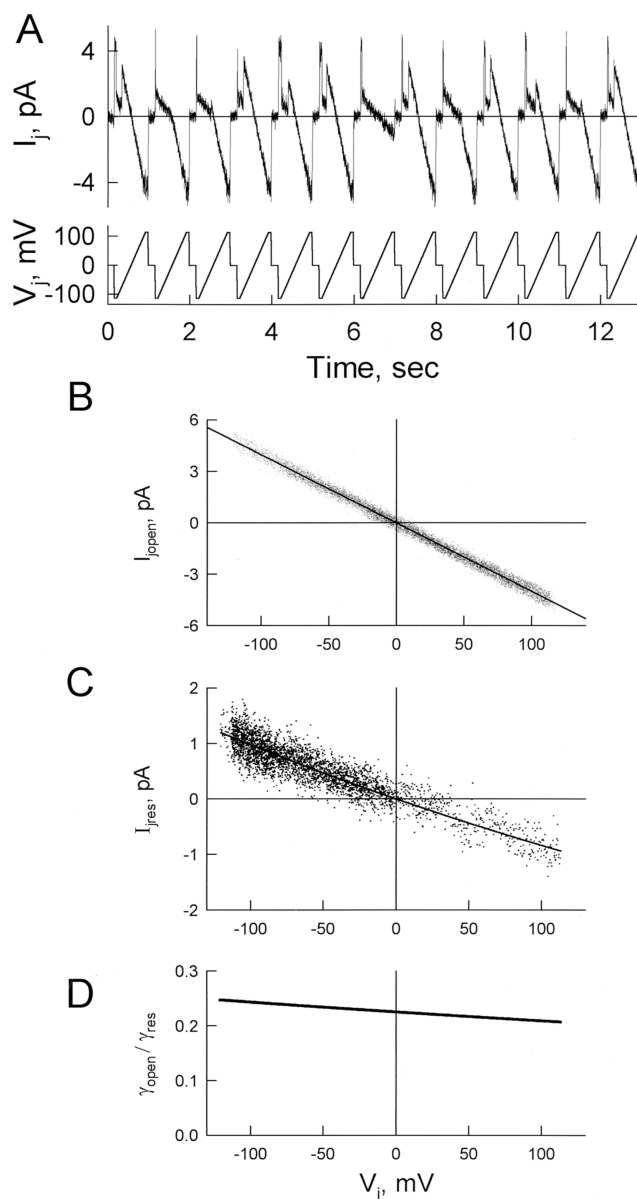 A
I_j, pA
4
0
-4
V_j, mV
100
0
-100
0 2 4 6 8 10 12
Time, sec
B
I_jopen, pA
6
3
0
-3
-6
-100 -50 0 50 100
C
I_jres, pA
2
1
0
-1
-2
-100 -50 0 50 100
D
γ_open / γ_res
0.3
0.2
0.1
0.0
-100 -50 0 50 100
V_j, mV